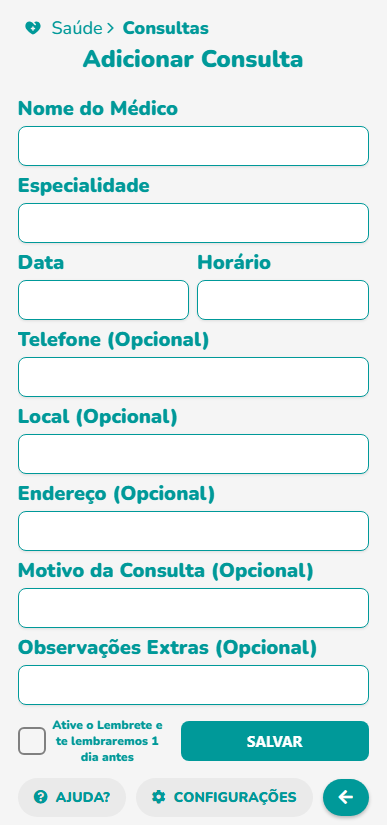 Saúde Consultas
Adicionar Consulta
Nome do Médico
Especialidade
Data Horário
Telefone (Opcional)
Local (Opcional)
Endereço (Opcional)
Motivo da Consulta (Opcional)
Observações Extras (Opcional)
Ative o Lembrete e
te lembraremos 1
dia antes
SALVAR
AJUDA? CONFIGURAÇÕES